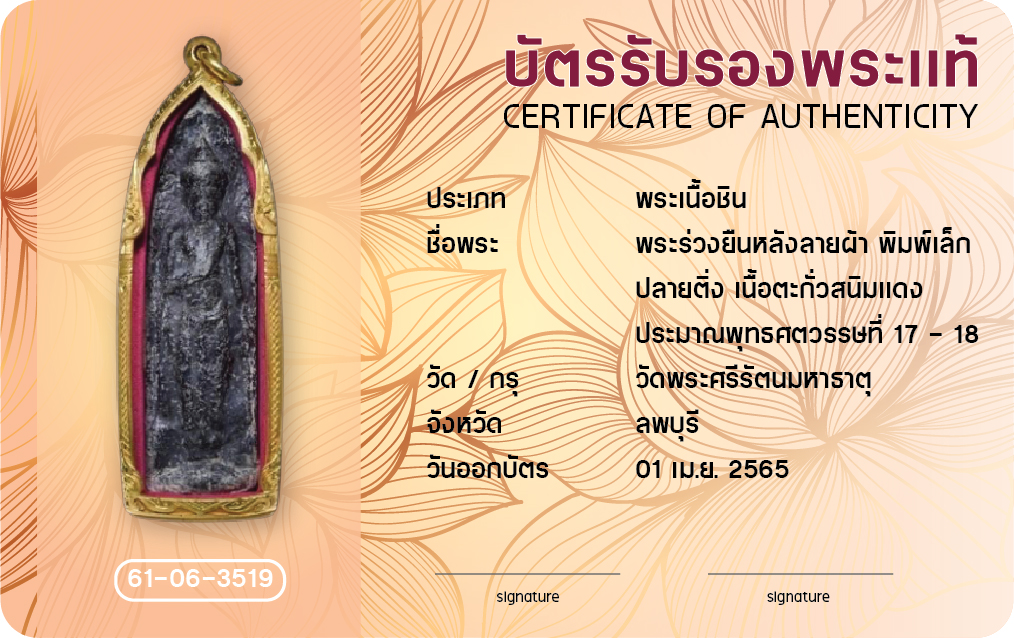 บัตรรับรองพระแท้
CERTIFICATE OF AUTHENTICITY
ประเภท พระเนื้อชิน
ชื่อพระ พระร่วงยืนหลังลายผ้า พิมพ์เล็ก
ปลายติ่ง เนื้อตะกั่วสนิมแดง
ประมาณพุทธศตวรรษที่ 17 - 18
วัด / กรุ วัดพระศรีรัตนมหาธาตุ
จังหวัด ลพบุรี
วันออกบัตร 01 เม.ย. 2565
61-06-3519
signature signature